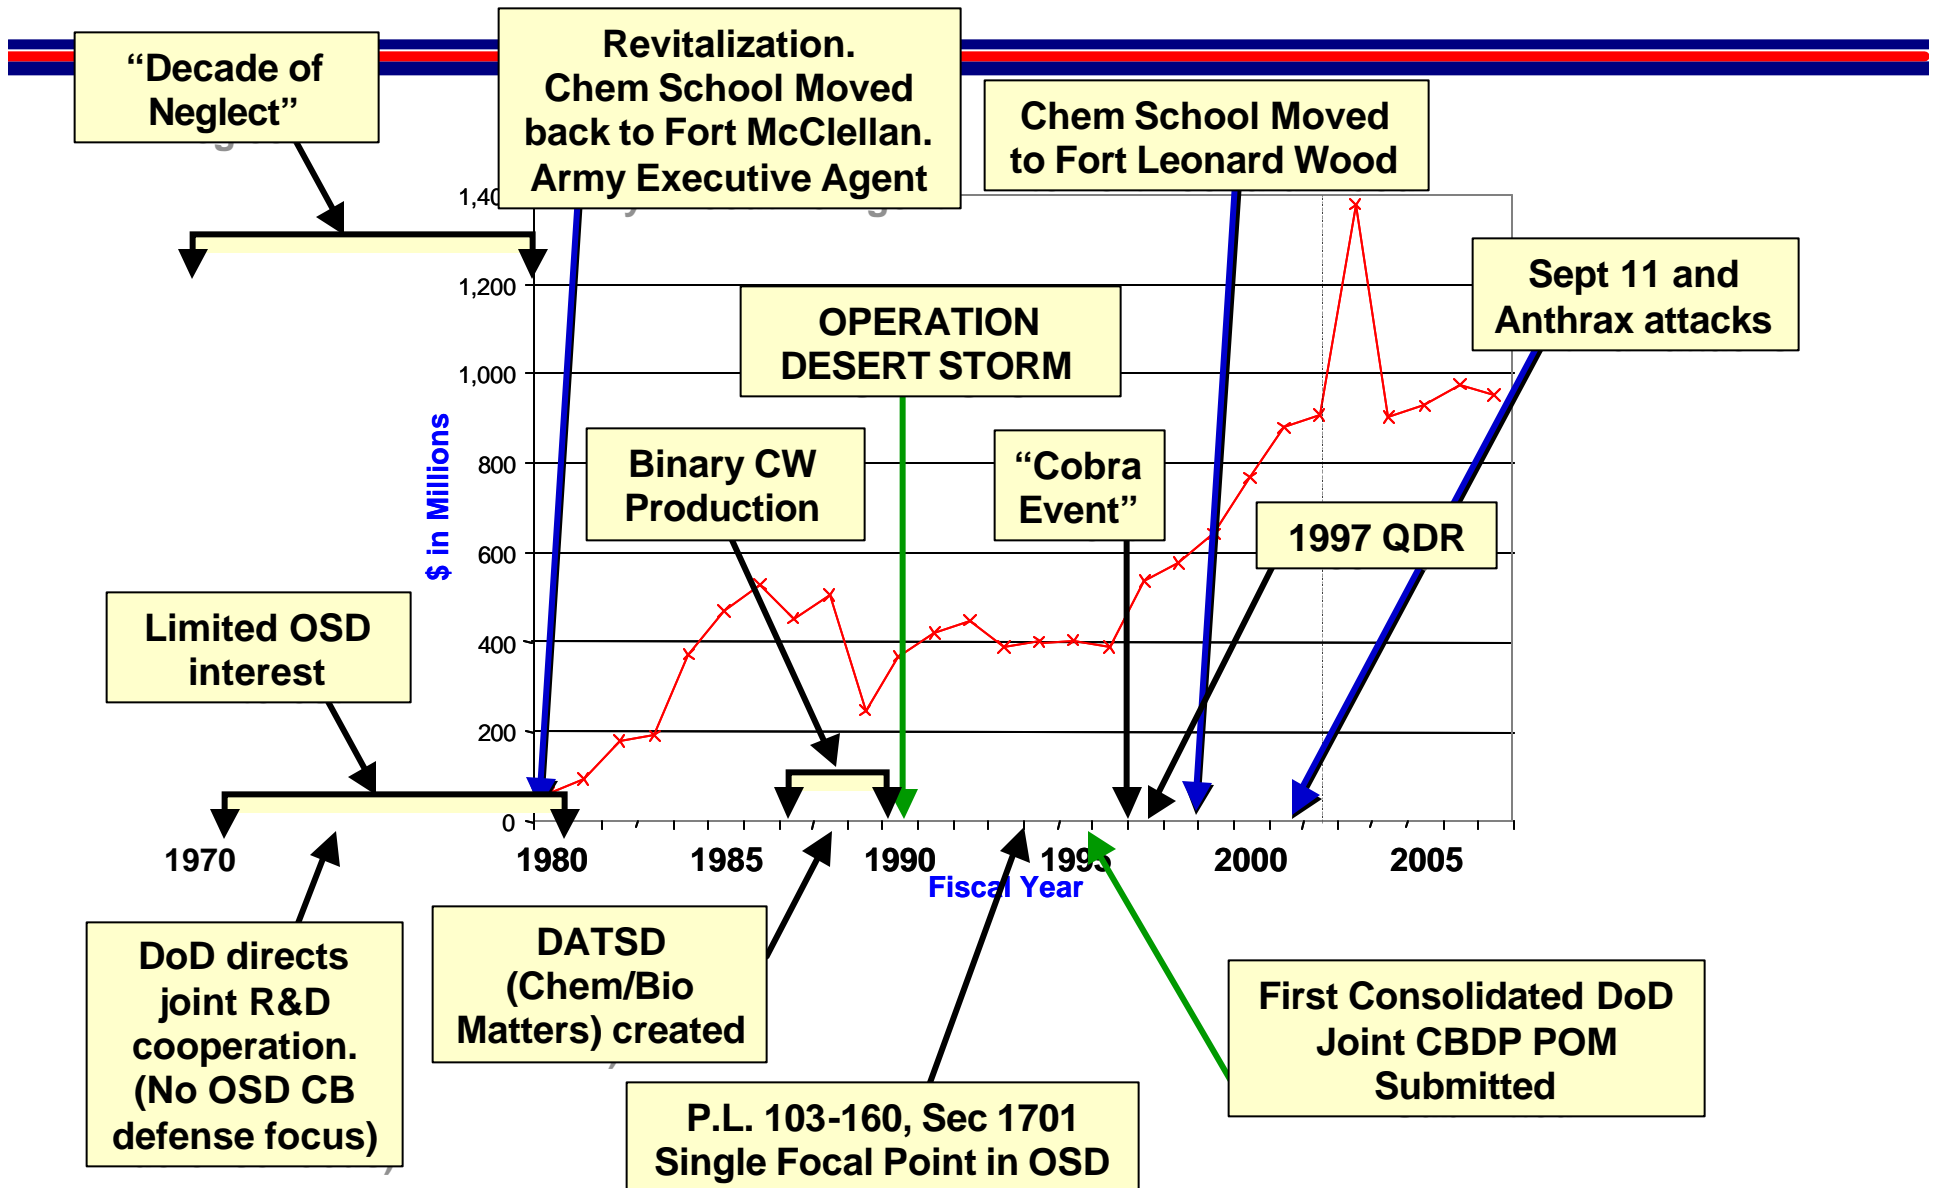 “Decade of
Neglect”
Revitalization.
Chem School Moved
back to Fort McClellan.
Army Executive Agent
Chem School Moved
to Fort Leonard Wood
Sept 11 and
Anthrax attacks
OPERATION
DESERT STORM
Binary CW
Production
“Cobra
Event”
1997 QDR
Limited OSD
interest
$ in Millions
1,200
1,000
800
600
400
200
0
1970
1980
1985
1990
1995
2000
2005
Fiscal Year
DoD directs
joint R&D
cooperation.
(No OSD CB
defense focus)
DATSD
(Chem/Bio
Matters) created
P.L. 103-160, Sec 1701
Single Focal Point in OSD
First Consolidated DoD
Joint CBDP POM
Submitted